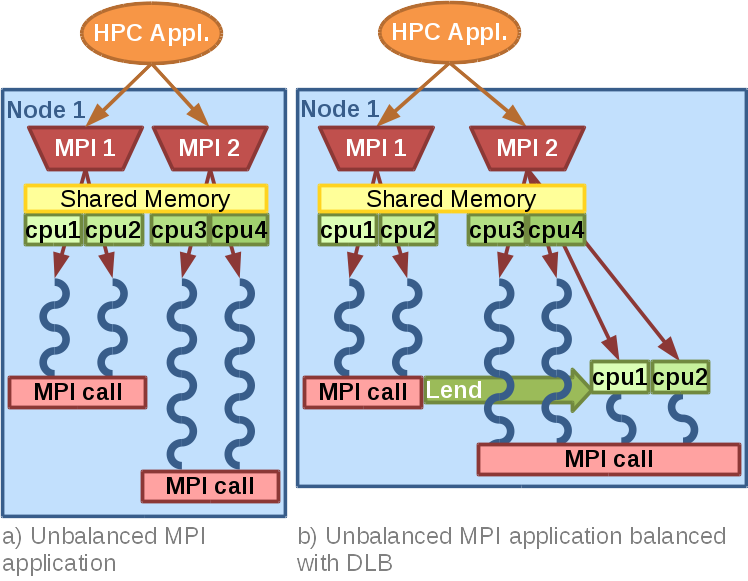 HPC Appl.
Node 1
MPI 1
MPI 2
Shared Memory
cpu1
cpu2
cpu3
cpu4
MPI call
MPI call
a) Unbalanced MPI
application
HPC Appl.
Node 1
MPI 1
MPI 2
Shared Memory
cpu1
cpu2
cpu3
cpu4
cpu1
cpu2
MPI call
Lend
MPI call
b) Unbalanced MPI application balanced
with DLB